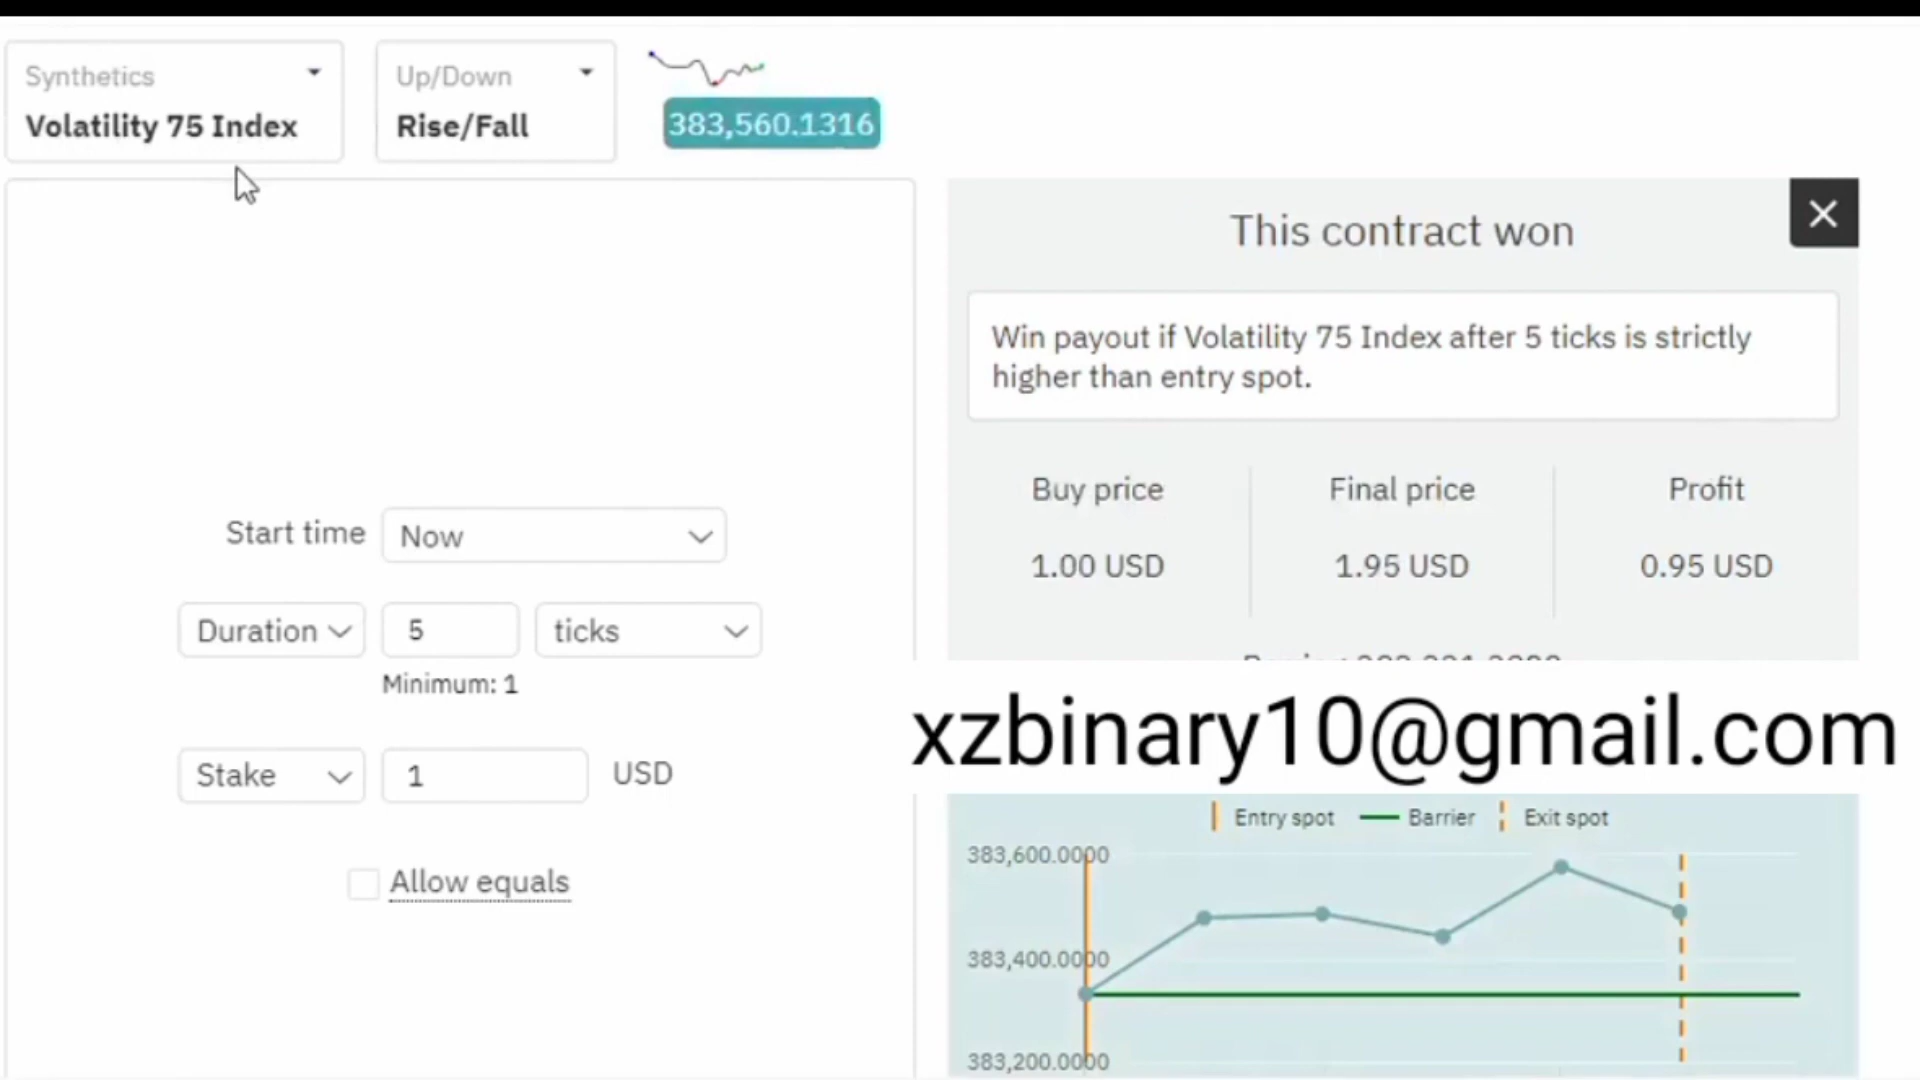 Synthetics
Volatility 75 Index
Up/Down
Rise/Fall
383,560.1316
This contract won
Win payout if Volatility 75 Index after 5 ticks is strictly
higher than entry spot.
Buy price
Final price
Profit
1.00 USD
1.95 USD
0.95 USD
Start time
Now
Duration
5
ticks
Minimum: 1
Stake
1
USD
Allow equals
xzbinary10@gmail.com
Entry spot
Barrier
Exit spot
383,600.0000
383,400.0000
383,200.0000